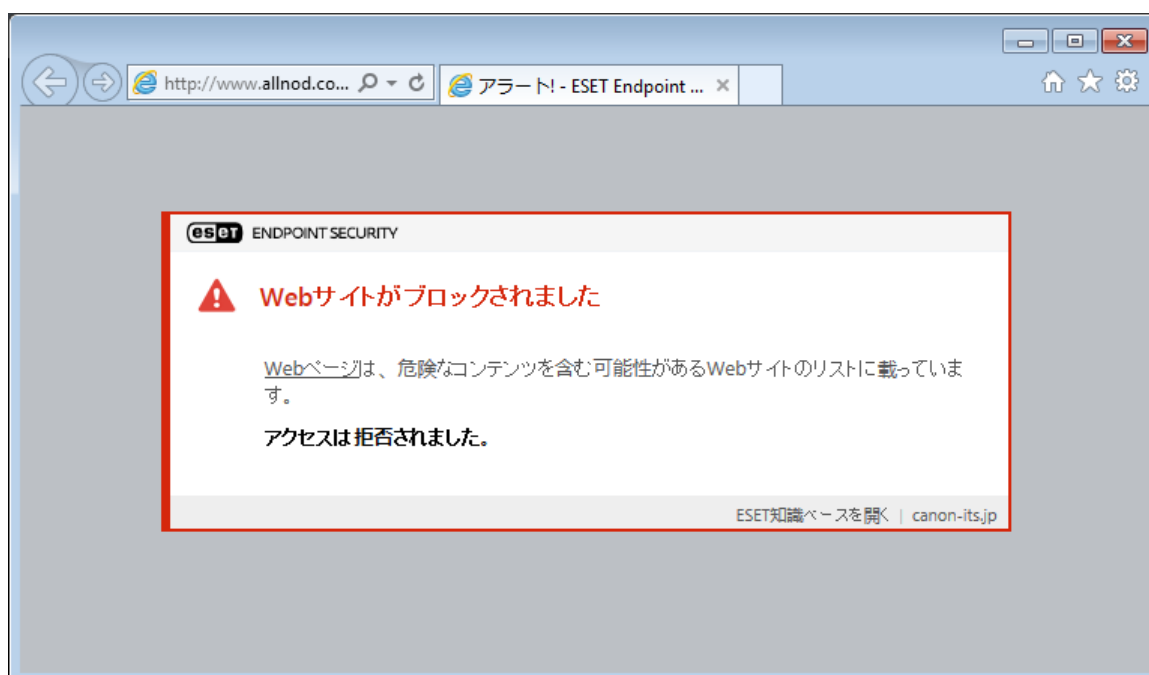 http://www.allnod.co...
アラート! - ESET Endpoint ...
eset ENDPOINT SECURITY
Webサイトがブロックされました
Webページは、危険なコンテンツを含む可能性があるWebサイトのリストに載っていま
す。
アクセスは拒否されました。
ESET知識ベースを開く | canon-its.jp